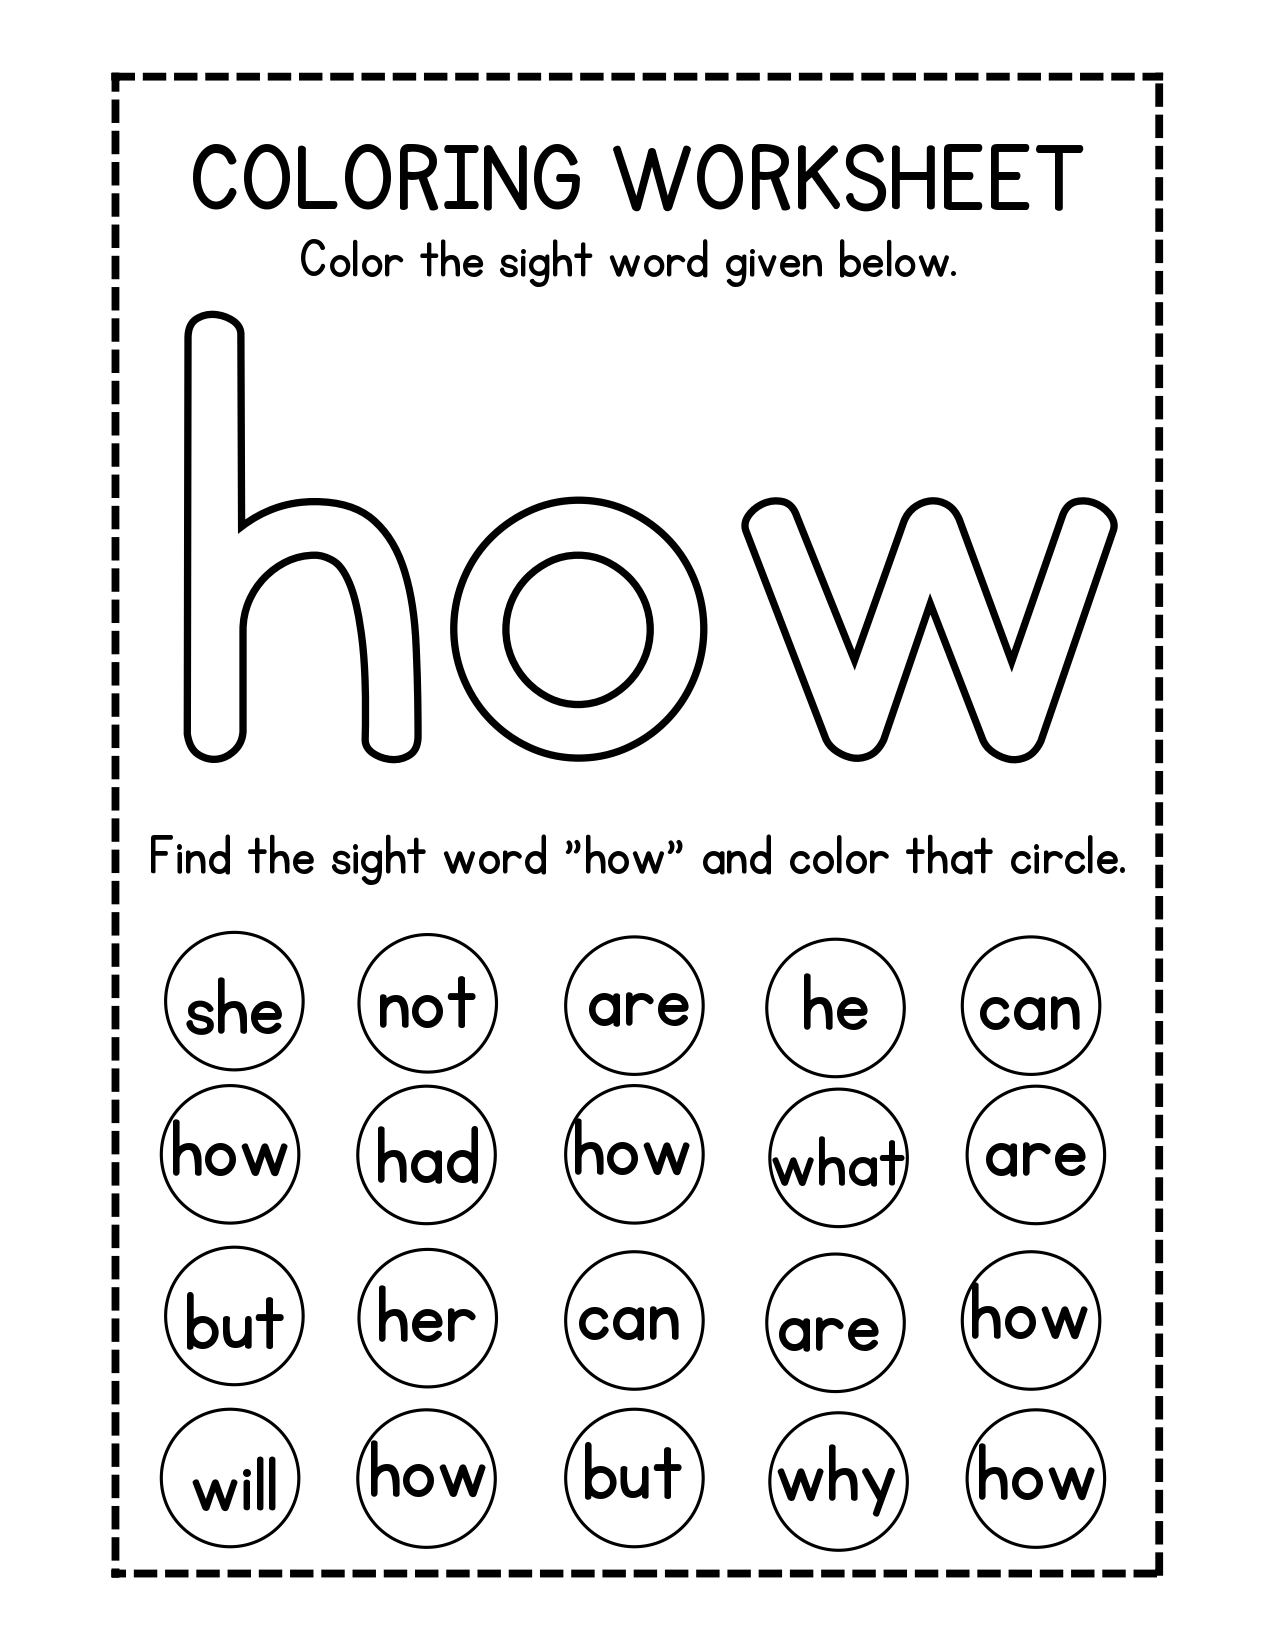 COLORING WORKSHEET
Color the sight word given below.
how
Find the sight word ”how” and color that circle.
she not are he can
how had how what are
but her can are how
will how but why how